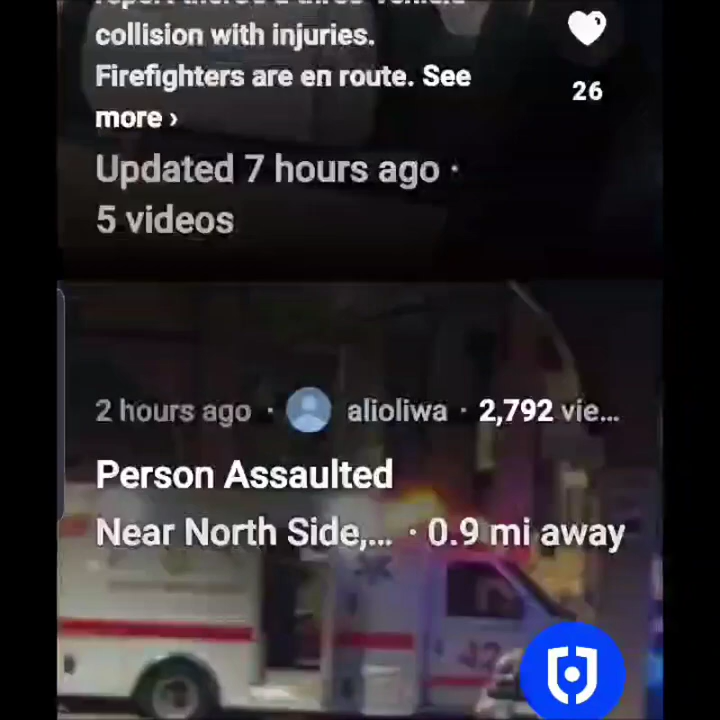 collision with injuries.
26
Firefighters are en route. See
more ›
Updated 7 hours ago ·
5 videos
2 hours ago · alioliwa · 2,792 vie...
Person Assaulted
Near North Side,... · 0.9 mi away